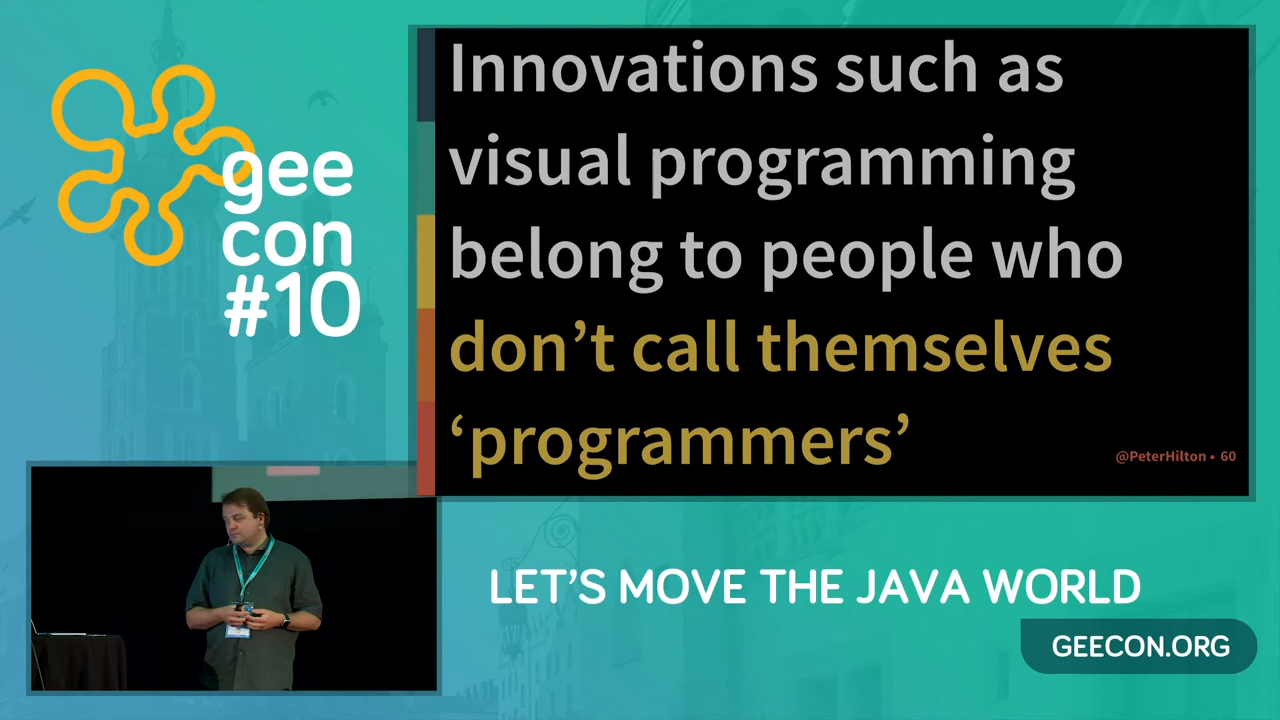 gee
con
#10
Innovations such as
visual programming
belong to people who
don’t call themselves
‘programmers’
@PeterHilton • 60
LET’S MOVE THE JAVA WORLD
GEECON.ORG